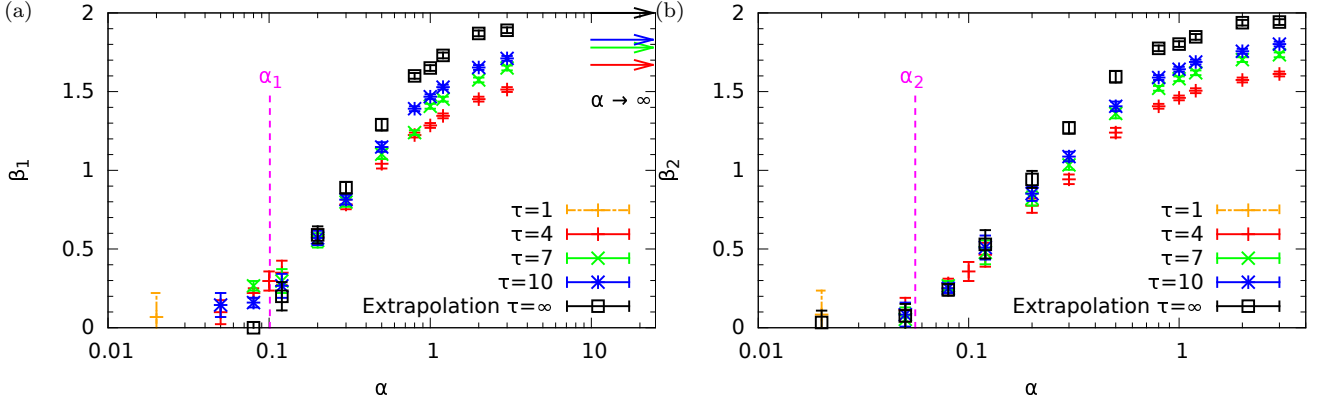 (a)
2
1.5
1
0.5
0
β1
α1
α → ∞
τ=1
τ=4
τ=7
τ=10
Extrapolation τ=∞
0.01
0.1
1
10
α
(b)
2
1.5
1
0.5
0
β2
α2
τ=1
τ=4
τ=7
τ=10
Extrapolation τ=∞
0.01
0.1
1
α